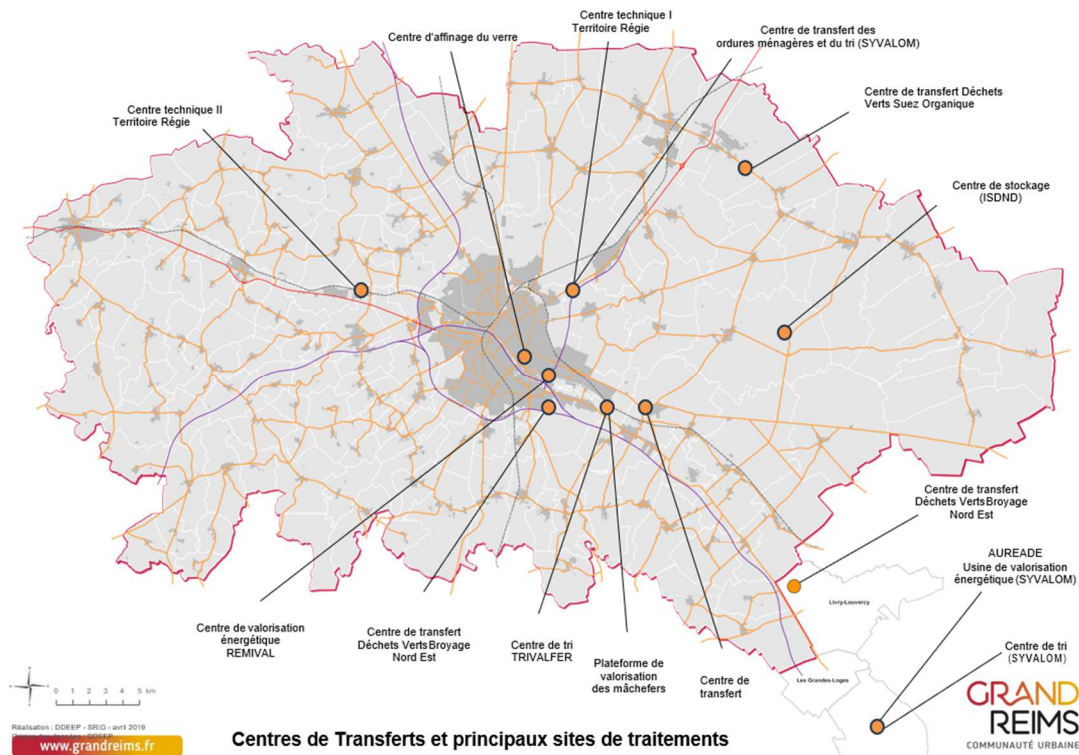 Centre technique I
Territoire Régie
Centre de transfert des
ordures ménagères et du tri (SYVALOM)
Centre d'affinage du verre
Centre de transfert Déchets
Verts Suez Organique
Centre technique II
Territoire Régie
Centre de stockage
(ISDND)
Centre de transfert
Déchets VertsBroyage
Nord Est
AUREADE
Usine de valorisation
énergétique (SYVALOM)
Livry-Louvercy
Centre de valorisation
énergétique
REMIVAL
Centre de transfert
Déchets VertsBroyage
Nord Est
Centre de tri
TRIVALFER
Plateforme de
valorisation
des mâchefers
Centre de
transfert
Centre de tri
(SYVALOM)
Les Grandes-Loges
0 1 2 3 4 5 km
GRAND
REIMS
COMMUNAUTÉ URBAINE
Réalisation : DDEEP - SRIG - avril 2019
www.grandreims.fr
Centres de Transferts et principaux sites de traitements